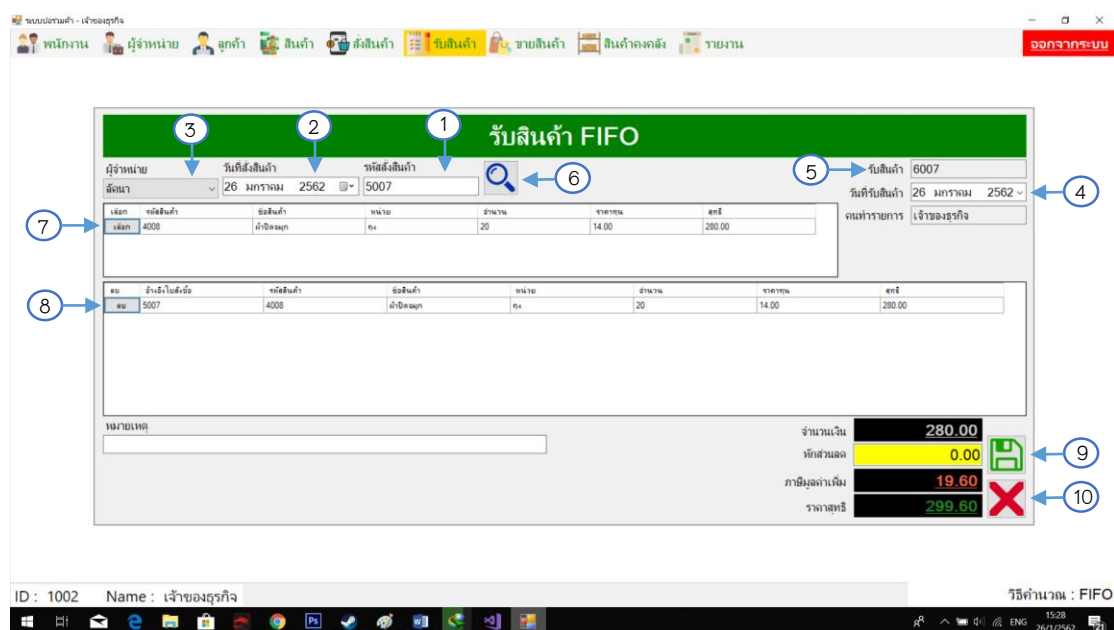 ระบบปลารวมค้า - เจ้าของธุรกิจ
พนักงาน ผู้จำหน่าย ลูกค้า สินค้า สั่งสินค้า รับสินค้า ขายสินค้า สินค้าคงคลัง รายงาน ออกจากระบบ
รับสินค้า FIFO
3 2 1
ผู้จำหน่าย วันที่สั่งสินค้า รหัสสั่งสินค้า 6 5 รับสินค้า 6007
ลัคนา 26 มกราคม 2562 5007 วันที่รับสินค้า 26 มกราคม 2562 4
คนทำรายการ เจ้าของธุรกิจ
เลือก รหัสสินค้า ชื่อสินค้า หน่วย จำนวน ราคาทุน สุทธิ
7 เลือก 4008 ผ้าปิดจมูก ถุง 20 14.00 280.00
ลบ อ้างอิงใบสั่งซื้อ รหัสสินค้า ชื่อสินค้า หน่วย จำนวน ราคาทุน สุทธิ
8 ลบ 5007 4008 ผ้าปิดจมูก ถุง 20 14.00 280.00
หมายเหตุ
จำนวนเงิน 280.00
หักส่วนลด 0.00 9
ภาษีมูลค่าเพิ่ม 19.60
10
ราคาสุทธิ 299.60
ID : 1002 Name : เจ้าของธุรกิจ วิธีคำนวณ : FIFO
ENG 15:28
26/1/2562 21